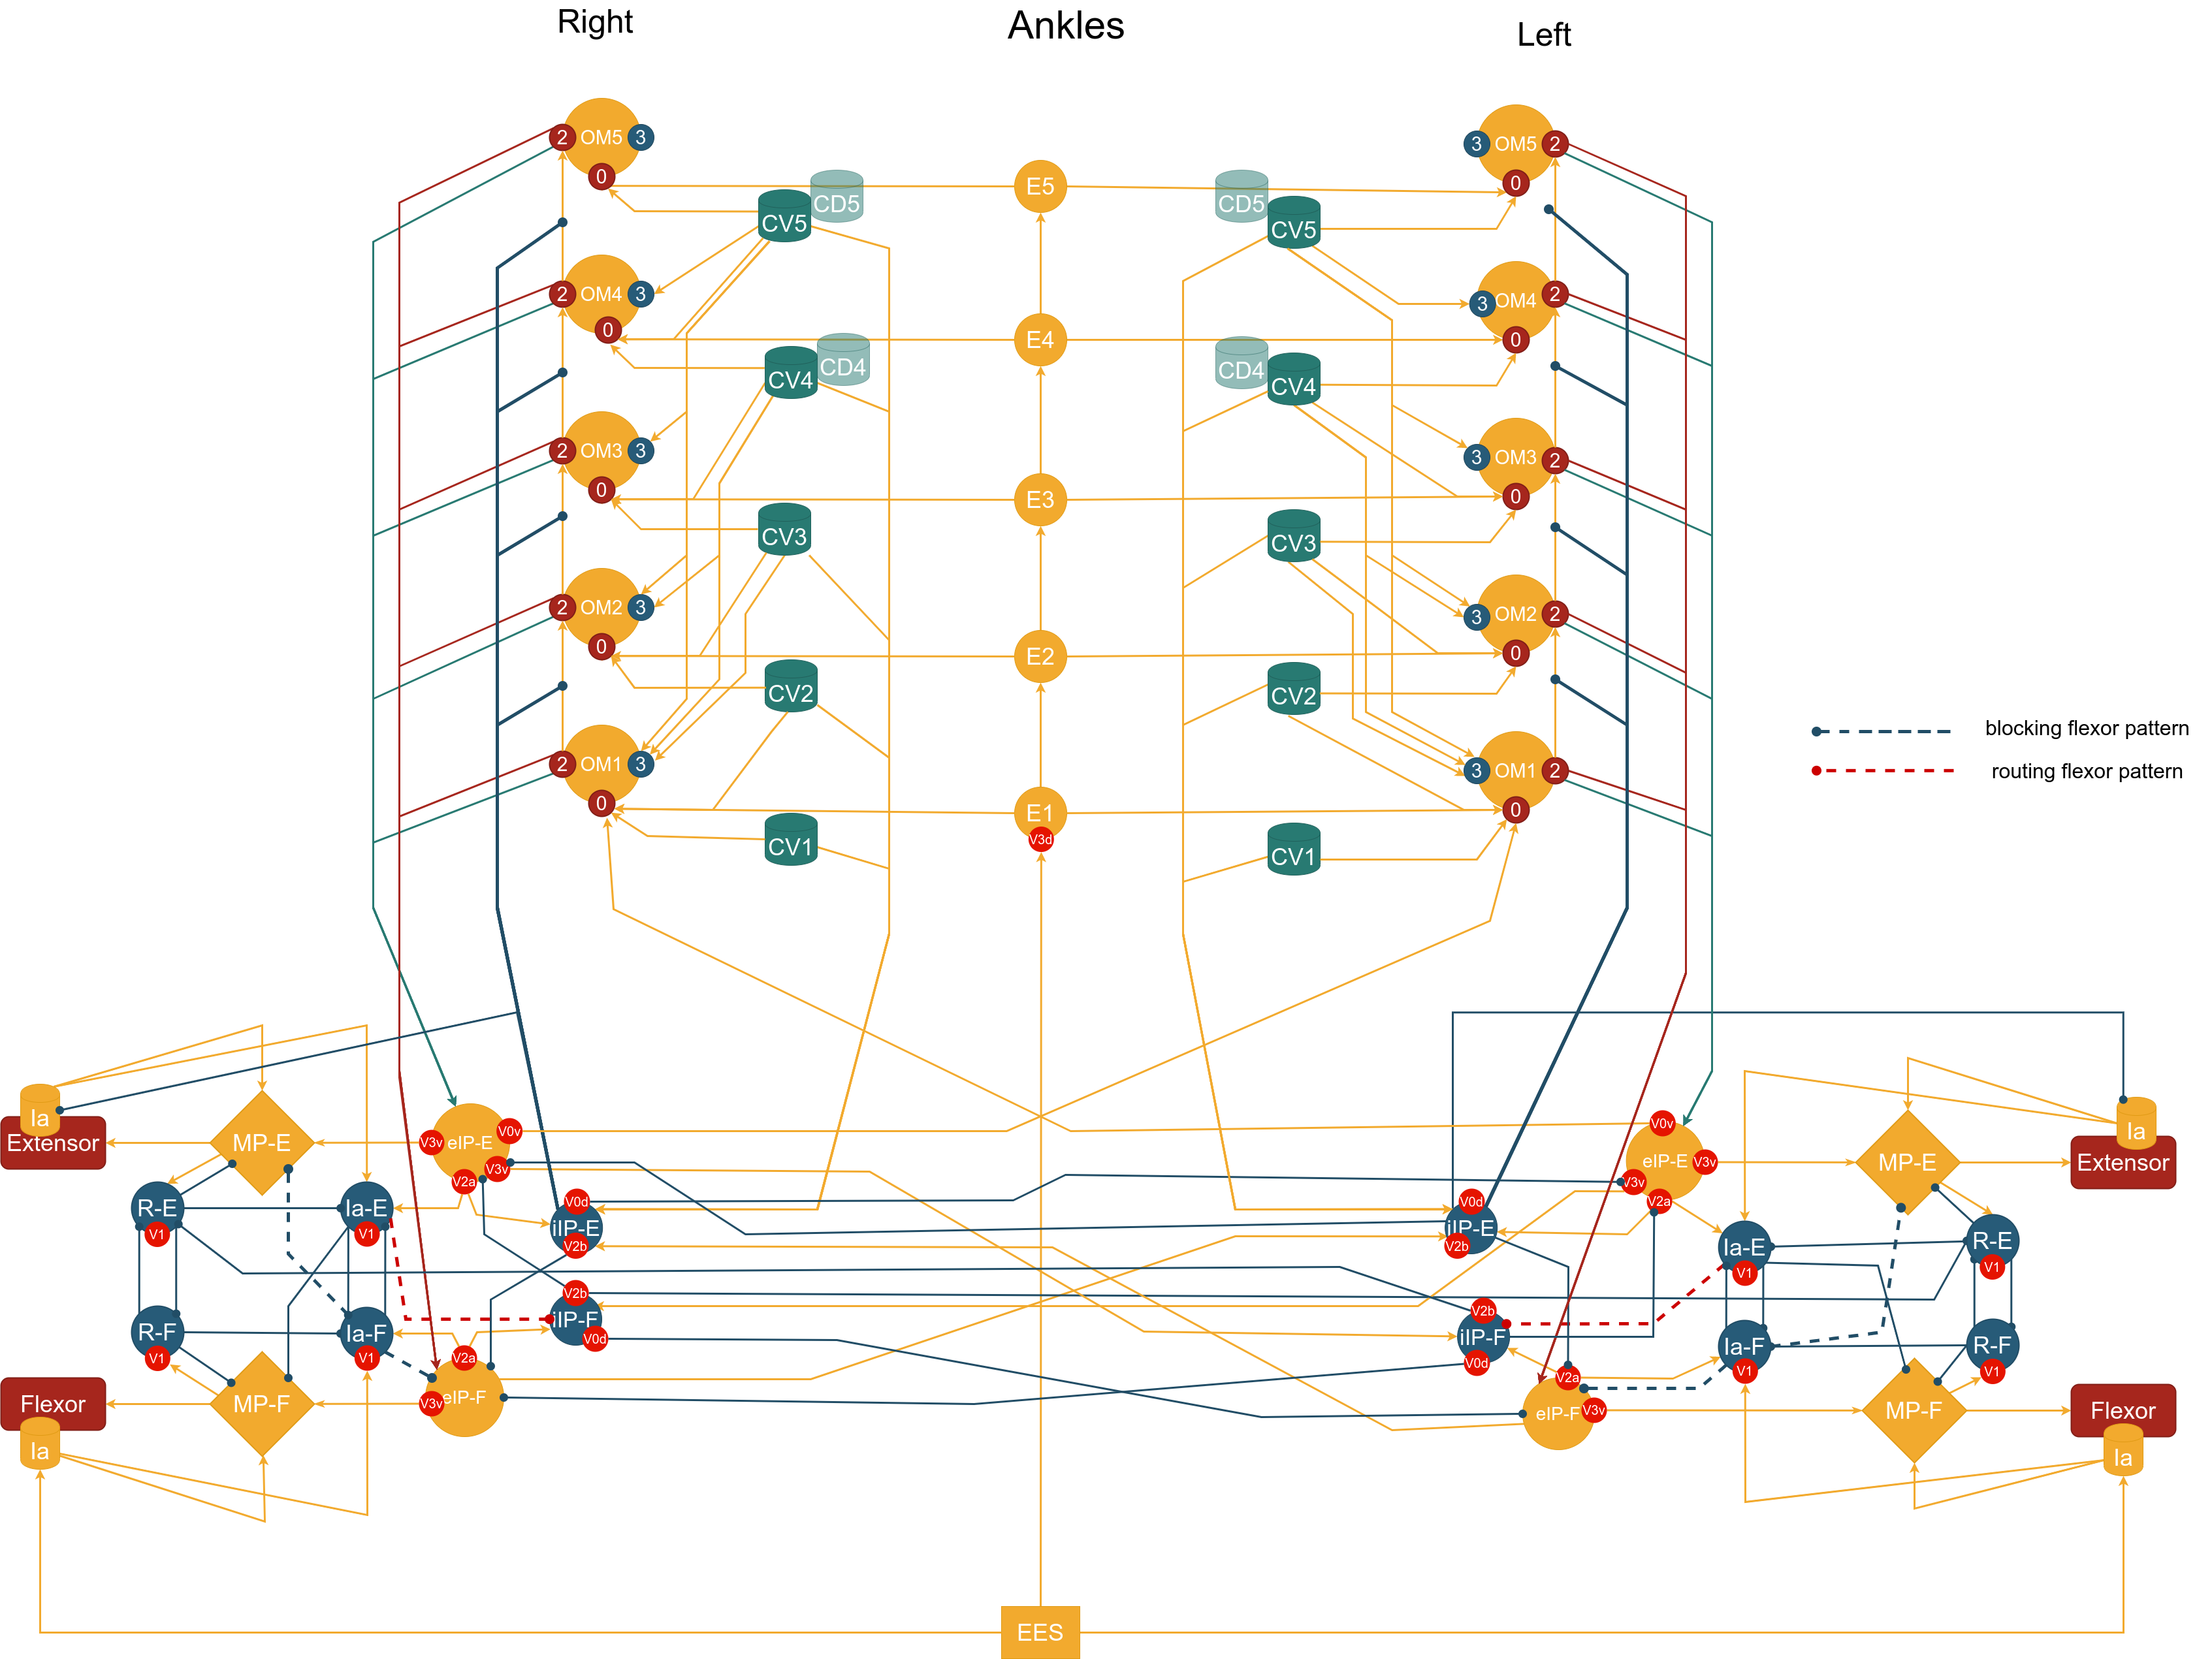 Right
Ankles
Left
2 OM5 3
0
3 OM5 2
0
E5
CD5
CV5
CD5
CV5
2 OM4 3
0
3 OM4 2
0
E4
CD4
CV4
CD4
CV4
2 OM3 3
0
3 OM3 2
0
E3
CV3
CV3
2 OM2 3
0
3 OM2 2
0
E2
CV2
CV2
blocking flexor pattern
routing flexor pattern
2 OM1 3
0
3 OM1 2
0
E1
V3d
CV1
CV1
Ia
Extensor
MP-E
V3v eIP-E V0v
V3v
V2a
R-E
V1
Ia-E
V1
V0d
iIP-E
V2b
R-F
V1
Ia-F
V1
V2b
iIP-F
V0d
Flexor
Ia
MP-F
V2a
V3v eIP-F
V0v
eIP-E V3v
V3v
V2a
MP-E
Ia
Extensor
V0d
iIP-E
V2b
Ia-E
V1
R-E
V1
V2b
iIP-F
V0d
Ia-F
V1
R-F
V1
V2a
eIP-F V3v
MP-F
Flexor
Ia
EES